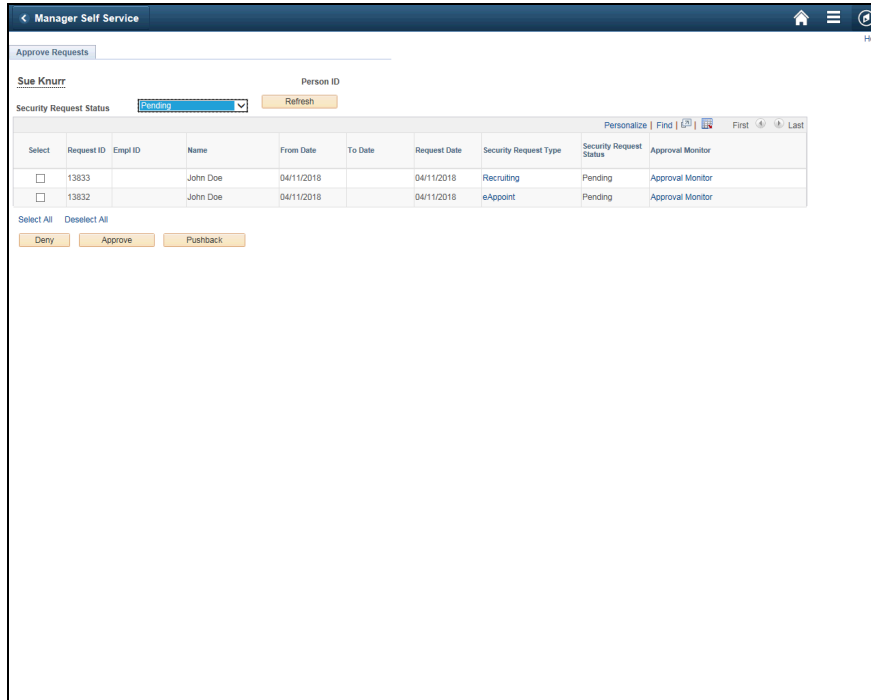 Manager Self Service
Approve Requests
Sue Knurr Person ID
Security Request Status Pending Refresh
Personalize | Find | | First Last
Select Request ID Empl ID Name From Date To Date Request Date Security Request Type Security Request Status Approval Monitor
13833 John Doe 04/11/2018 04/11/2018 Recruiting Pending Approval Monitor
13832 John Doe 04/11/2018 04/11/2018 eAppoint Pending Approval Monitor
Select All Deselect All
Deny Approve Pushback